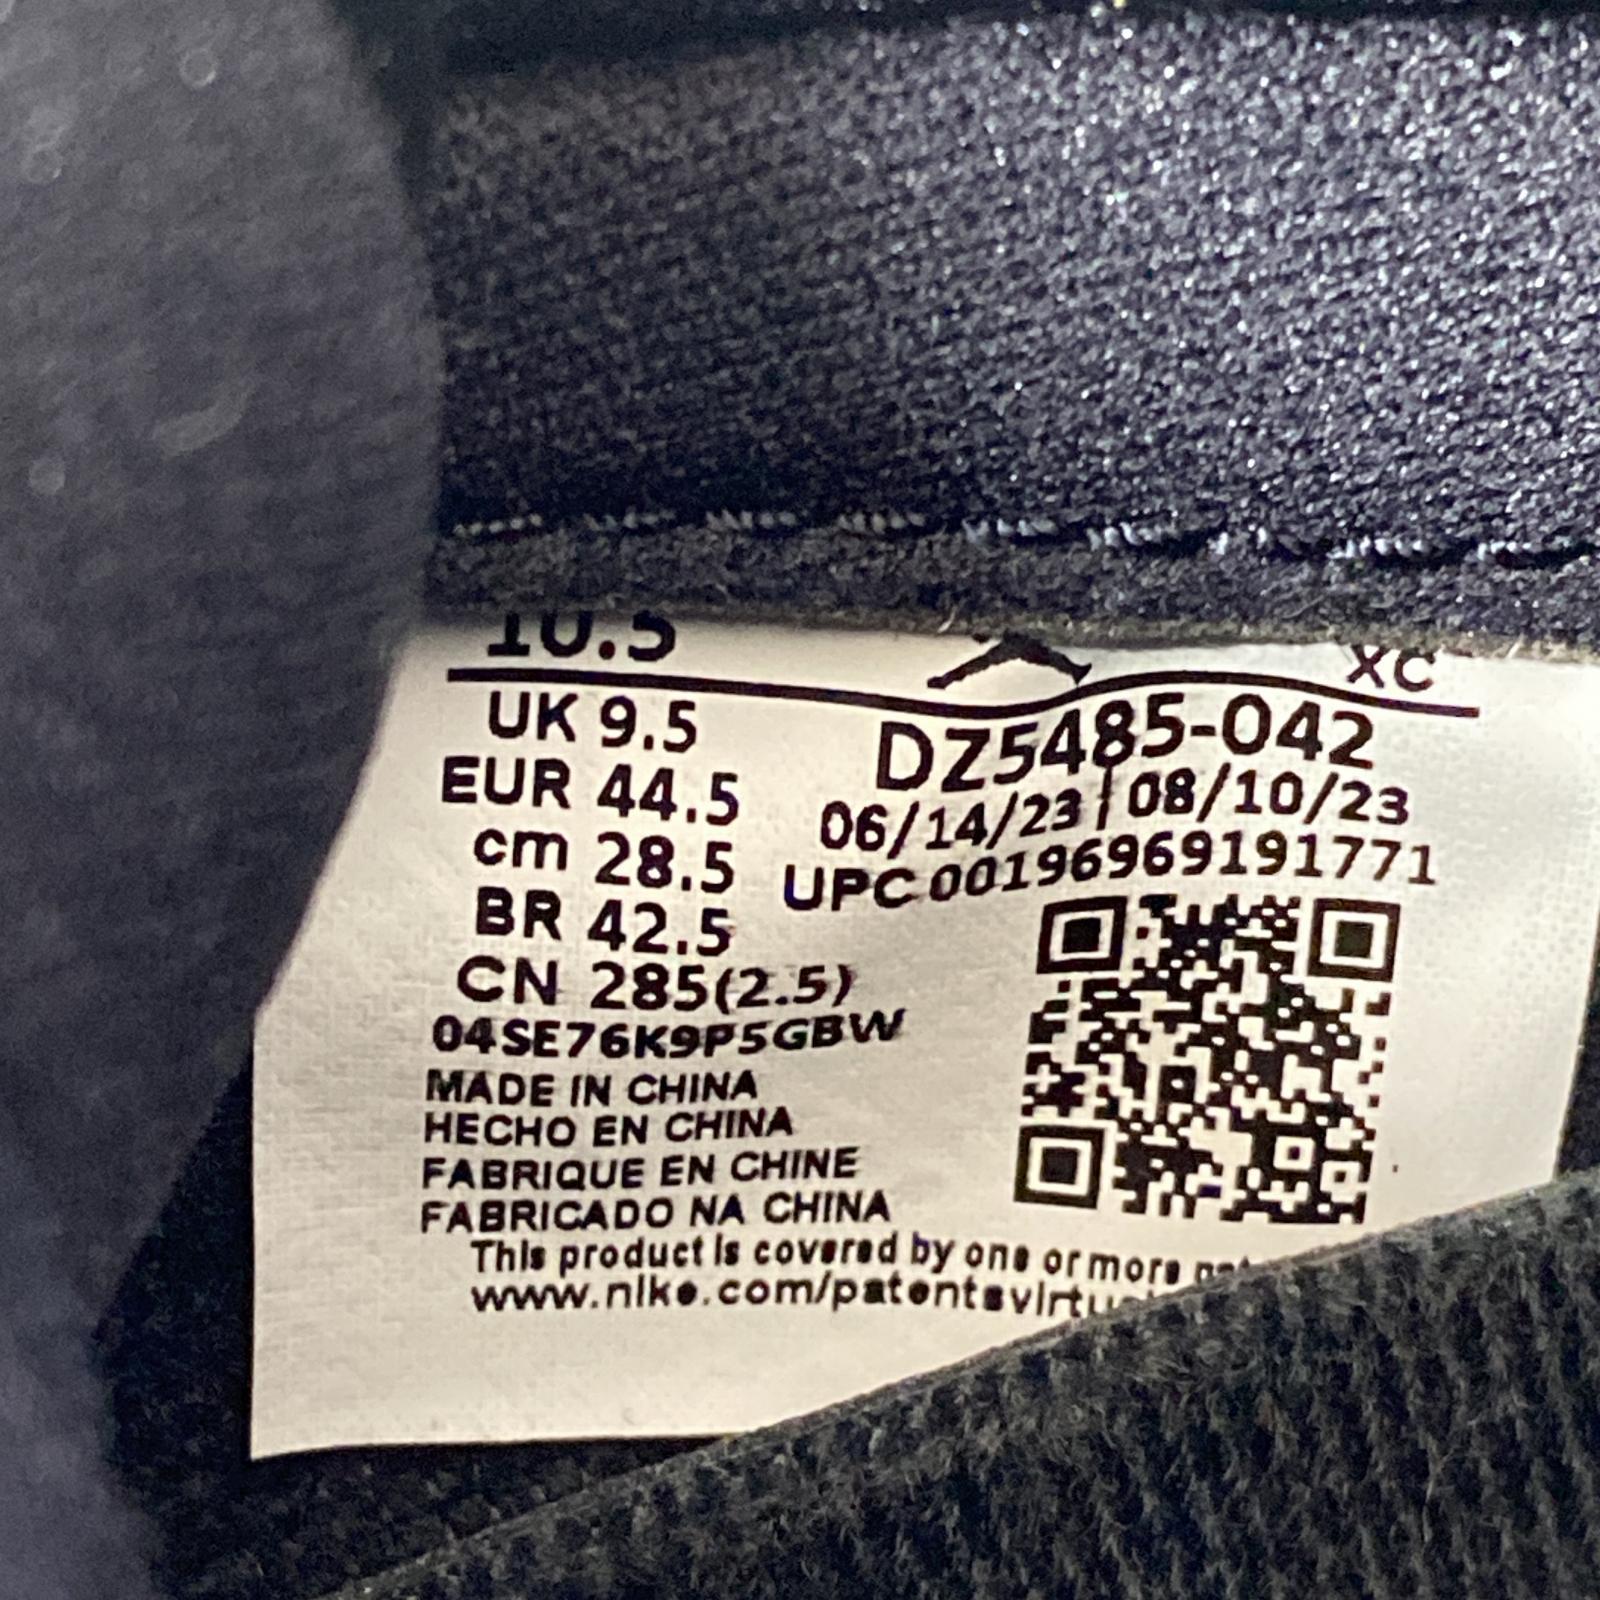 10.5
XC
UK 9.5
EUR 44.5
cm 28.5
BR 42.5
CN 285(2.5)
DZ5485-042
06/14/23 | 08/10/23
UPC 00196969191771
04SE76K9P5GBW
MADE IN CHINA
HECHO EN CHINA
FABRIQUE EN CHINE
FABRICADO NA CHINA
This product is covered by one or more
www.nike.com/patentsvirtu